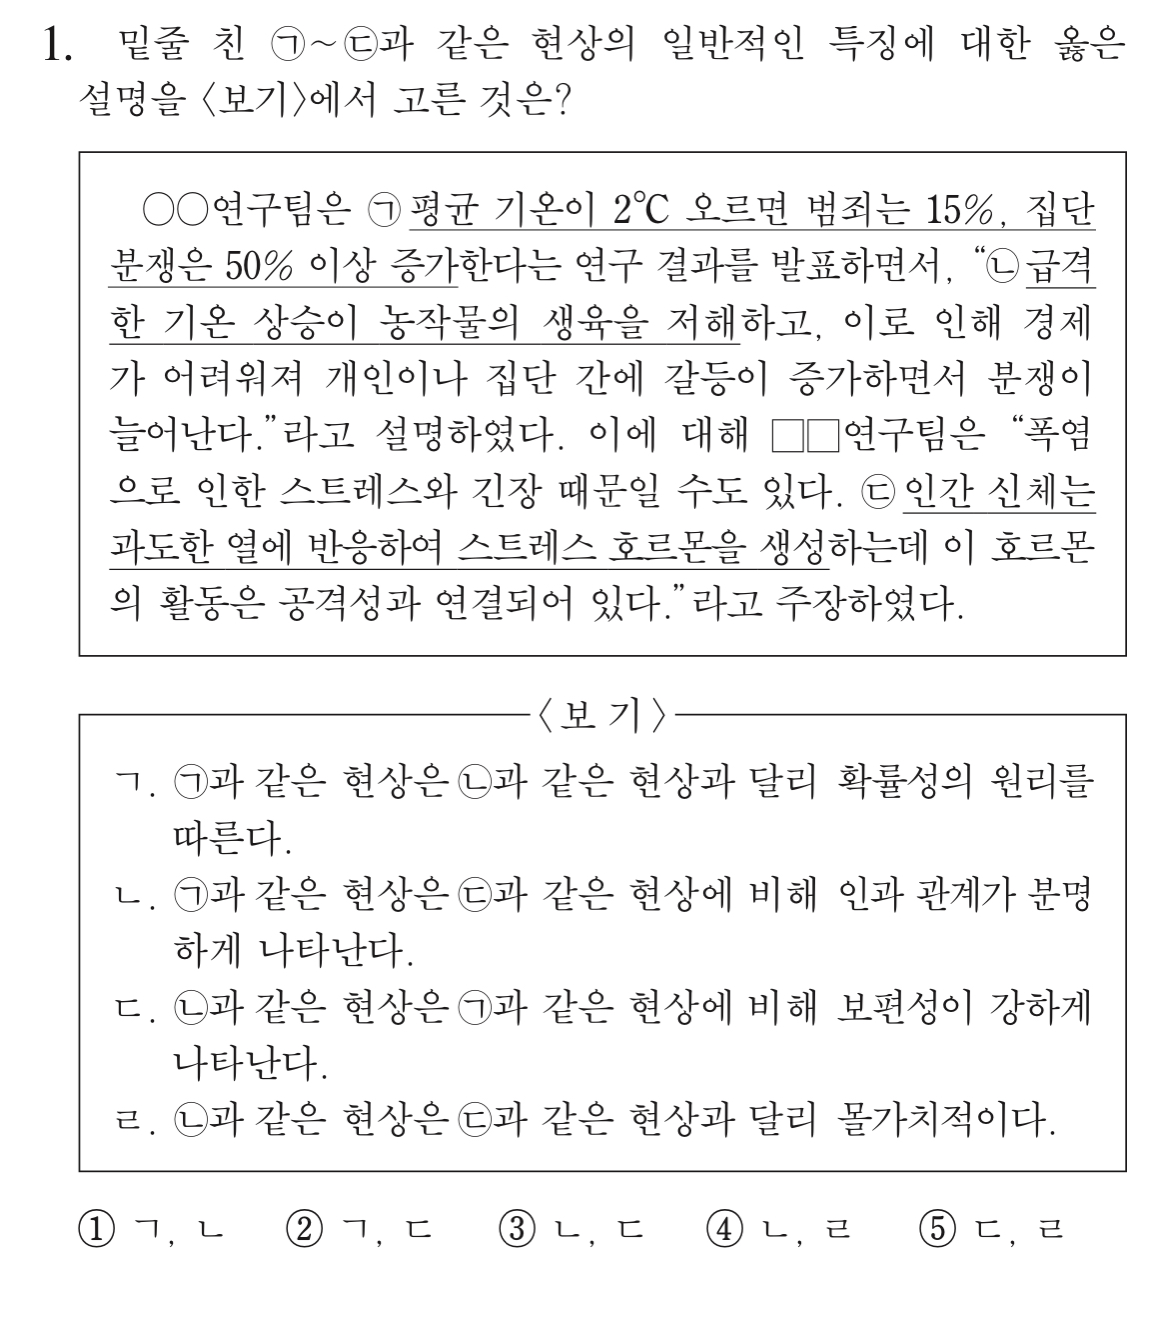 1. 밑줄 친 ㉠～㉢과 같은 현상의 일반적인 특징에 대한 옳은
설명을 〈보기〉에서 고른 것은?
○○연구팀은 ㉠평균 기온이 2℃ 오르면 범죄는 15%, 집단
분쟁은 50% 이상 증가한다는 연구 결과를 발표하면서, “㉡급격
한 기온 상승이 농작물의 생육을 저해하고, 이로 인해 경제
가 어려워져 개인이나 집단 간에 갈등이 증가하면서 분쟁이
늘어난다.”라고 설명하였다. 이에 대해 □□연구팀은 “폭염
으로 인한 스트레스와 긴장 때문일 수도 있다. ㉢인간 신체는
과도한 열에 반응하여 스트레스 호르몬을 생성하는데 이 호르몬
의 활동은 공격성과 연결되어 있다.”라고 주장하였다.
〈보 기〉
ㄱ. ㉠과 같은 현상은 ㉡과 같은 현상과 달리 확률성의 원리를
따른다.
ㄴ. ㉠과 같은 현상은 ㉢과 같은 현상에 비해 인과 관계가 분명
하게 나타난다.
ㄷ. ㉡과 같은 현상은 ㉠과 같은 현상에 비해 보편성이 강하게
나타난다.
ㄹ. ㉡과 같은 현상은 ㉢과 같은 현상과 달리 몰가치적이다.
① ㄱ, ㄴ ② ㄱ, ㄷ ③ ㄴ, ㄷ ④ ㄴ, ㄹ ⑤ ㄷ, ㄹ